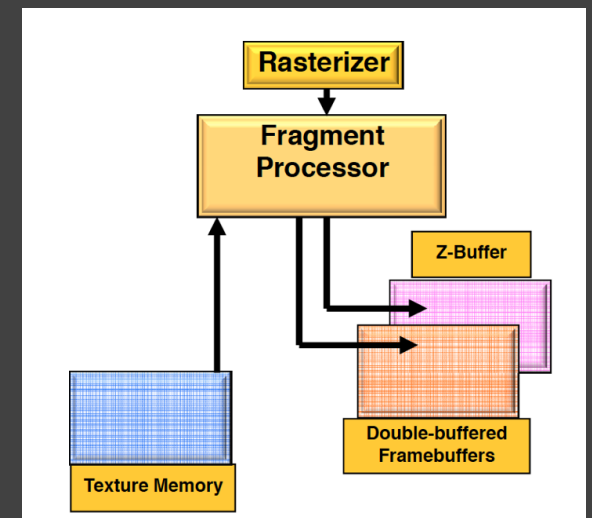 Rasterizer
Fragment
Processor
Z-Buffer
Double-buffered
Framebuffers
Texture Memory